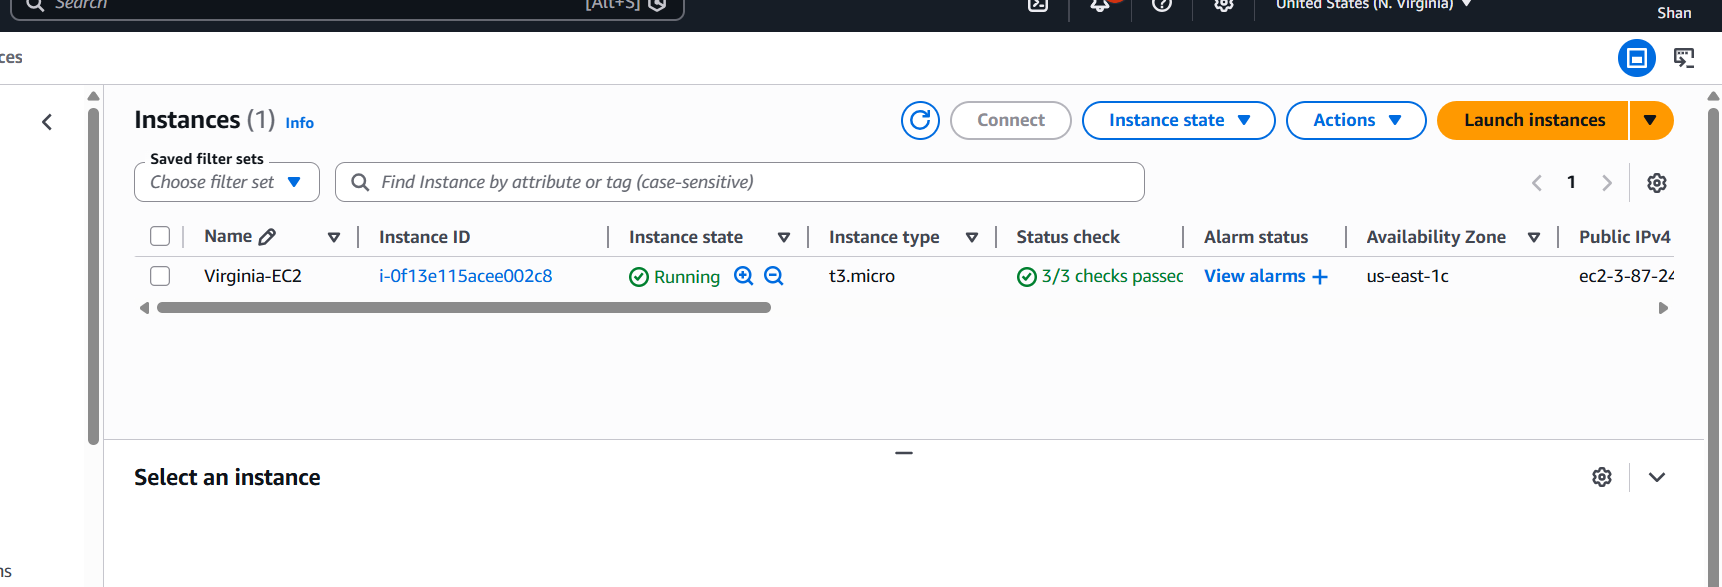 Search [Alt+S] United States (N. Virginia) Shan
ces
Instances (1) Info Connect Instance state Actions Launch instances
Saved filter sets
Choose filter set Find Instance by attribute or tag (case-sensitive) 1
Name Instance ID Instance state Instance type Status check Alarm status Availability Zone Public IPv4
Virginia-EC2 i-0f13e115acee002c8 Running t3.micro 3/3 checks passec View alarms + us-east-1c ec2-3-87-24
Select an instance
ns